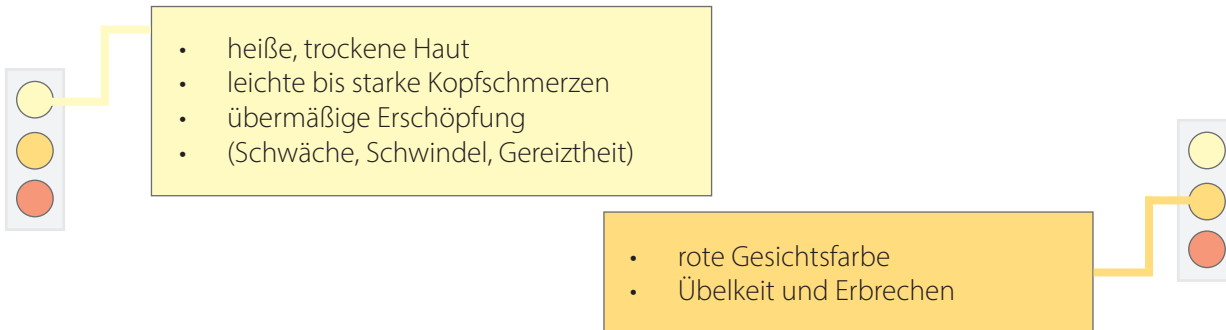 • heiße, trockene Haut
• leichte bis starke Kopfschmerzen
• übermäßige Erschöpfung
• (Schwäche, Schwindel, Gereiztheit)
• rote Gesichtsfarbe
• Übelkeit und Erbrechen